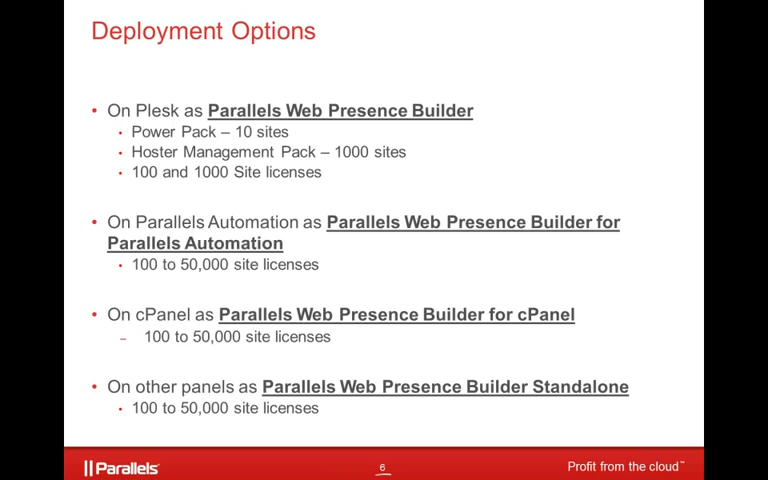 Deployment Options
• On Plesk as Parallels Web Presence Builder
• Power Pack – 10 sites
• Hoster Management Pack – 1000 sites
• 100 and 1000 Site licenses
• On Parallels Automation as Parallels Web Presence Builder for
Parallels Automation
• 100 to 50,000 site licenses
• On cPanel as Parallels Web Presence Builder for cPanel
– 100 to 50,000 site licenses
• On other panels as Parallels Web Presence Builder Standalone
• 100 to 50,000 site licenses
|| Parallels
6
Profit from the cloud™